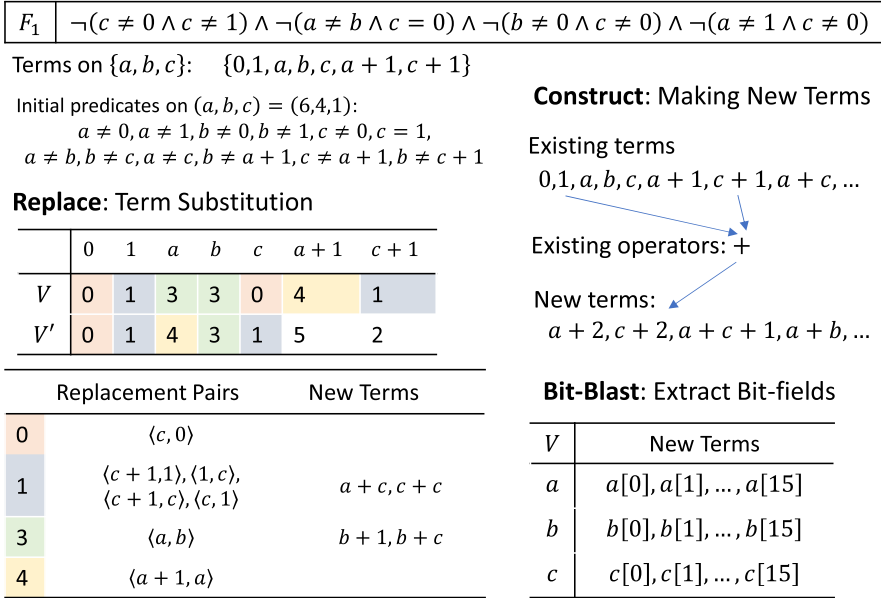 F₁ ¬(c ≠ 0 ∧ c ≠ 1) ∧ ¬(a ≠ b ∧ c = 0) ∧ ¬(b ≠ 0 ∧ c ≠ 0) ∧ ¬(a ≠ 1 ∧ c ≠ 0)
Terms on {a, b, c}: {0,1, a, b, c, a + 1, c + 1}
Initial predicates on (a, b, c) = (6,4,1):
a ≠ 0, a ≠ 1, b ≠ 0, b ≠ 1, c ≠ 0, c = 1,
a ≠ b, b ≠ c, a ≠ c, b ≠ a + 1, c ≠ a + 1, b ≠ c + 1
Replace: Term Substitution
0 1 a b c a + 1 c + 1
V 0 1 3 3 0 4 1
V′ 0 1 4 3 1 5 2
Replacement Pairs New Terms
0 ⟨c, 0⟩
1 ⟨c + 1,1⟩, ⟨1, c⟩, a + c, c + c
⟨c + 1, c⟩, ⟨c, 1⟩
3 ⟨a, b⟩ b + 1, b + c
4 ⟨a + 1, a⟩
Construct: Making New Terms
Existing terms
0,1, a, b, c, a + 1, c + 1, a + c, …
Existing operators: +
New terms:
a + 2, c + 2, a + c + 1, a + b, …
Bit-Blast: Extract Bit-fields
V New Terms
a a[0], a[1], … , a[15]
b b[0], b[1], … , b[15]
c c[0], c[1], … , c[15]